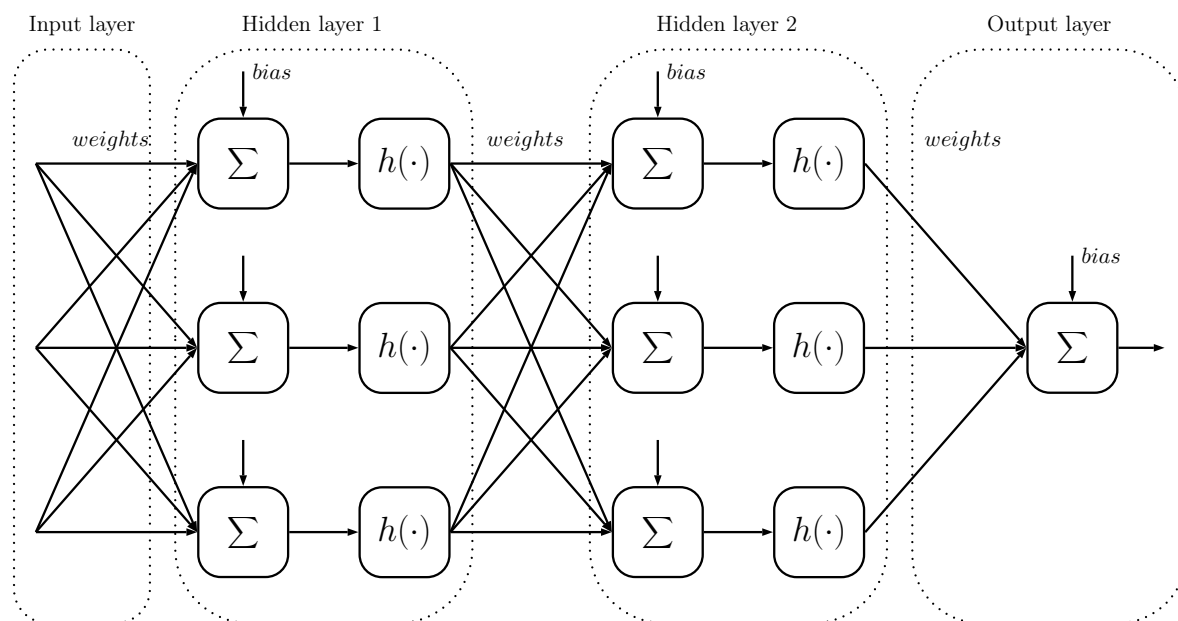 Input layer
Hidden layer 1
Hidden layer 2
Output layer
bias
bias
weights
weights
weights
∑
h(·)
∑
h(·)
bias
∑
h(·)
∑
h(·)
∑
∑
h(·)
∑
h(·)